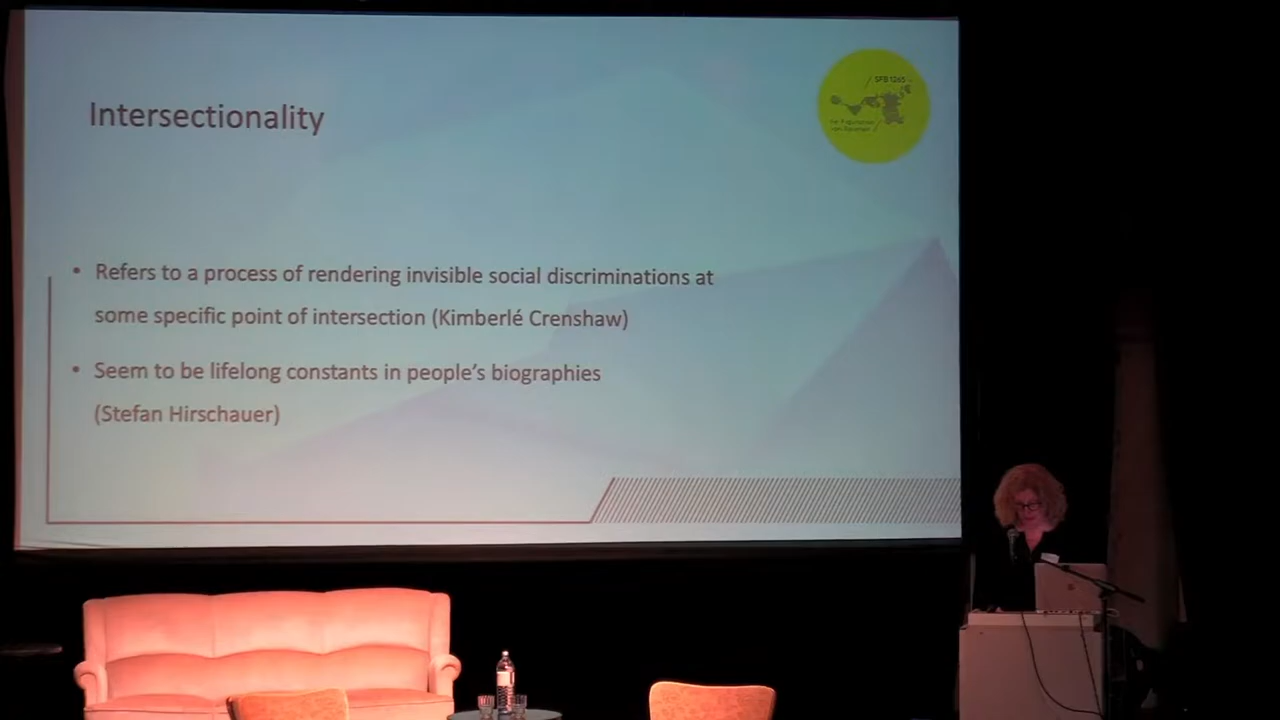 SFB 1265
Intersectionality
• Refers to a process of rendering invisible social discriminations at
some specific point of intersection (Kimberlé Crenshaw)
• Seem to be lifelong constants in people's biographies
(Stefan Hirschauer)